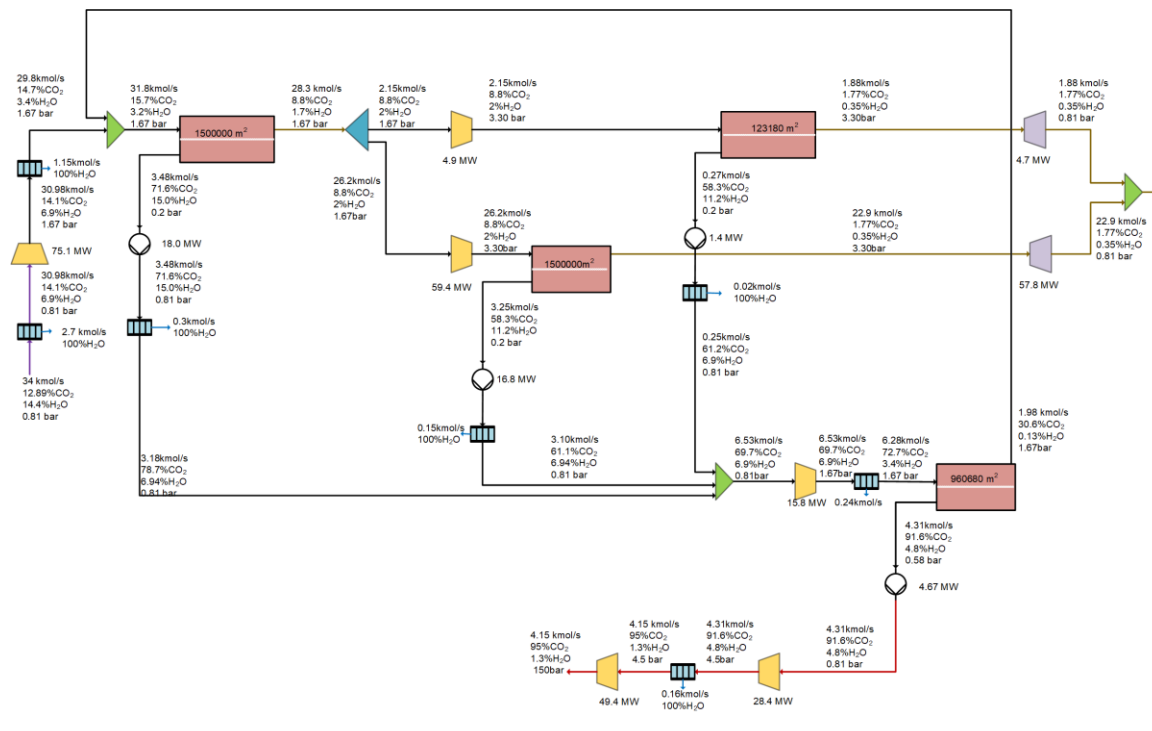 29.8kmol/s
14.7%CO₂
3.4%H₂O
1.67 bar
31.8kmol/s
15.7%CO₂
3.2%H₂O
1.67 bar
1500000 m²
28.3 kmol/s
8.8%CO₂
1.7%H₂O
1.67 bar
2.15kmol/s
8.8%CO₂
2%H₂O
1.67 bar
4.9 MW
2.15kmol/s
8.8%CO₂
2%H₂O
3.30 bar
123180 m²
1.88kmol/s
1.77%CO₂
0.35%H₂O
3.30bar
4.7 MW
1.88 kmol/s
1.77%CO₂
0.35%H₂O
0.81 bar
1.15kmol/s
100%H₂O
30.98kmol/s
14.1%CO₂
6.9%H₂O
1.67 bar
75.1 MW
30.98kmol/s
14.1%CO₂
6.9%H₂O
0.81 bar
2.7 kmol/s
100%H₂O
34 kmol/s
12.89%CO₂
14.4%H₂O
0.81 bar
3.48kmol/s
71.6%CO₂
15.0%H₂O
0.2 bar
18.0 MW
3.48kmol/s
71.6%CO₂
15.0%H₂O
0.81 bar
0.3kmol/s
100%H₂O
3.18kmol/s
78.7%CO₂
6.94%H₂O
0.81 bar
26.2kmol/s
8.8%CO₂
2%H₂O
1.67bar
59.4 MW
26.2kmol/s
8.8%CO₂
2%H₂O
3.30bar
1500000m²
22.9 kmol/s
1.77%CO₂
0.35%H₂O
3.30bar
57.8 MW
22.9 kmol/s
1.77%CO₂
0.35%H₂O
0.81 bar
0.27kmol/s
58.3%CO₂
11.2%H₂O
0.2 bar
1.4 MW
0.02kmol/s
100%H₂O
0.25kmol/s
61.2%CO₂
6.9%H₂O
0.81 bar
3.25kmol/s
58.3%CO₂
11.2%H₂O
0.2 bar
16.8 MW
0.15kmol/s
100%H₂O
3.10kmol/s
61.1%CO₂
6.94%H₂O
0.81 bar
6.53kmol/s
69.7%CO₂
6.9%H₂O
0.81bar
15.8 MW
6.53kmol/s
69.7%CO₂
6.9%H₂O
1.67bar
0.24kmol/s
6.28kmol/s
72.7%CO₂
3.4%H₂O
1.67 bar
960680 m²
1.98 kmol/s
30.6%CO₂
0.13%H₂O
1.67bar
4.31kmol/s
91.6%CO₂
4.8%H₂O
0.58 bar
4.67 MW
4.31kmol/s
91.6%CO₂
4.8%H₂O
0.81 bar
28.4 MW
4.31kmol/s
91.6%CO₂
4.8%H₂O
4.5bar
0.16kmol/s
100%H₂O
4.15 kmol/s
95%CO₂
1.3%H₂O
4.5 bar
49.4 MW
4.15 kmol/s
95%CO₂
1.3%H₂O
150bar